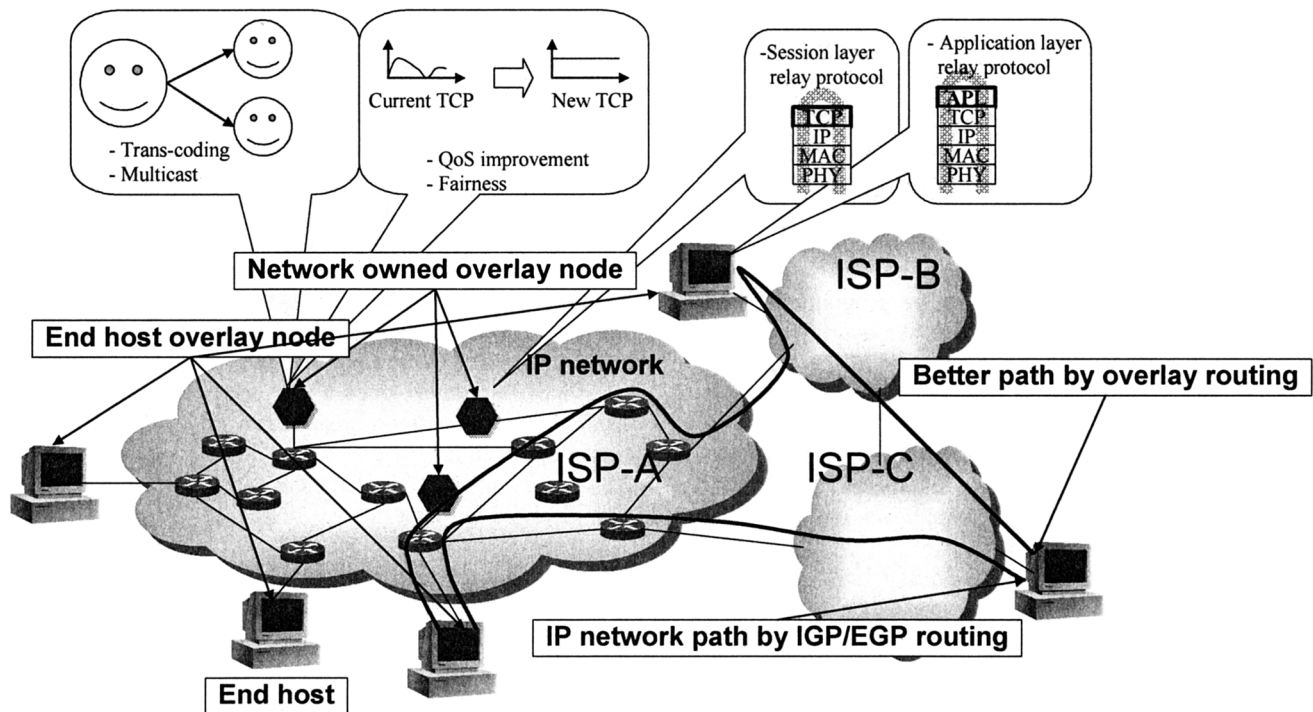 - Trans-coding
- Multicast
Current TCP
New TCP
- QoS improvement
- Fairness
-Session layer
relay protocol
TCP
IP
MAC
PHY
- Application layer
relay protocol
APL
TCP
IP
MAC
PHY
Network owned overlay node
End host overlay node
IP network
ISP-B
Better path by overlay routing
ISP-A
ISP-C
IP network path by IGP/EGP routing
End host